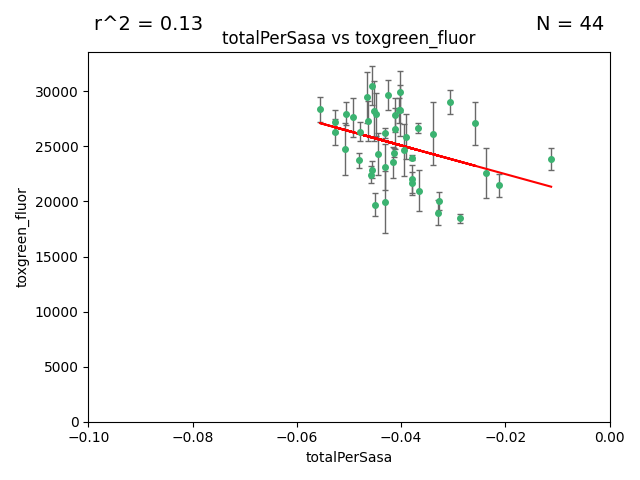 r^2 = 0.13
N = 44
totalPerSasa vs toxgreen_fluor
toxgreen_fluor
30000
25000
20000
15000
10000
5000
0
−0.10
−0.08
−0.06
−0.04
−0.02
0.00
totalPerSasa